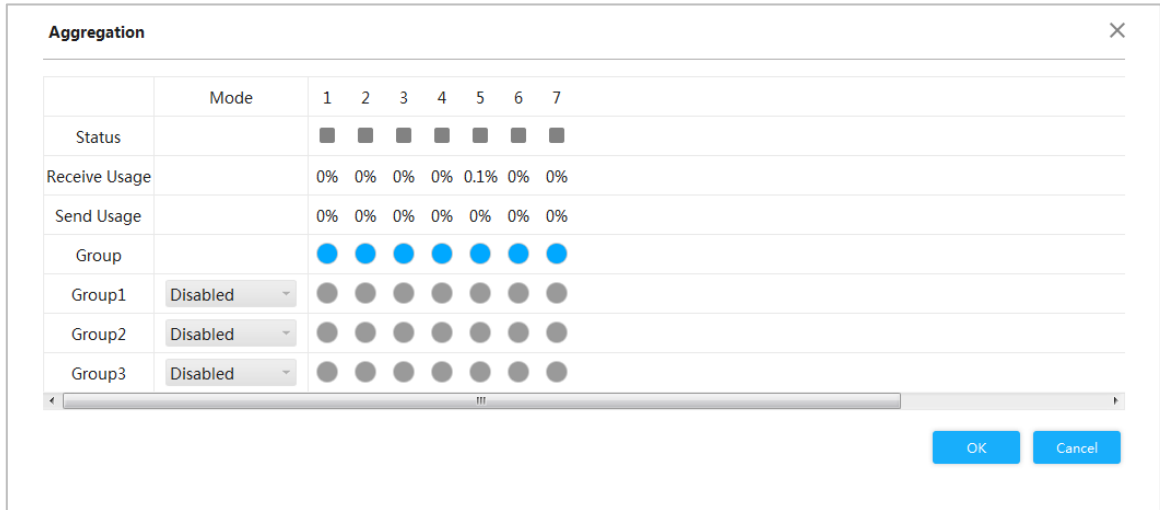 Aggregation
Mode 1 2 3 4 5 6 7
Status
Receive Usage 0% 0% 0% 0% 0.1% 0% 0%
Send Usage 0% 0% 0% 0% 0% 0% 0%
Group
Group1 Disabled
Group2 Disabled
Group3 Disabled
OK Cancel